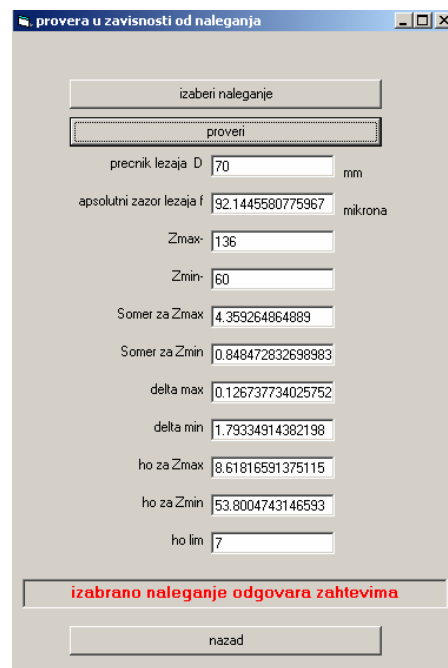 provera u zavisnosti od naleganja
izaberi naleganje
proveri
precnik lezaja D 70 mm
apsolutni zazor lezaja f 92.1445580775967 mikrona
Zmax- 136
Zmin- 60
Somer za Zmax 4.359264864889
Somer za Zmin 0.848472832698983
delta max 0.126737734025752
delta min 1.79334914382198
ho za Zmax 8.61816591375115
ho za Zmin 53.8004743146593
ho lim 7
izabrano naleganje odgovara zahtevima
nazad